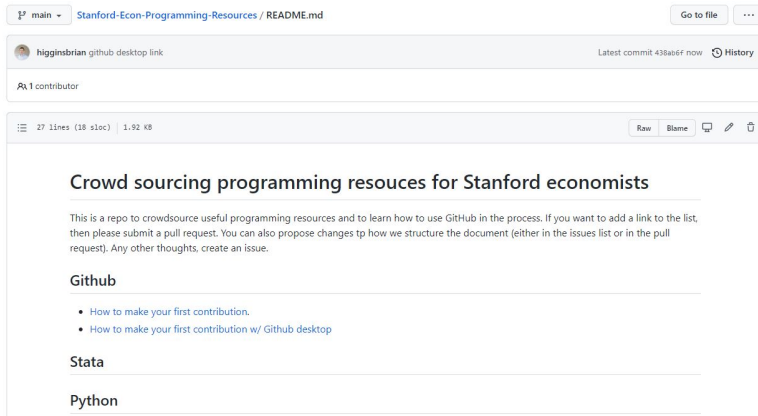 main Stanford-Econ-Programming-Resources / README.md Go to file ...
higginsbrian github desktop link Latest commit 438ab6f now History
1 contributor
27 lines (18 sloc) | 1.92 KB Raw Blame
Crowd sourcing programming resouces for Stanford economists
This is a repo to crowdsource useful programming resources and to learn how to use GitHub in the process. If you want to add a link to the list,
then please submit a pull request. You can also propose changes tp how we structure the document (either in the issues list or in the pull
request). Any other thoughts, create an issue.
Github
• How to make your first contribution.
• How to make your first contribution w/ Github desktop
Stata
Python